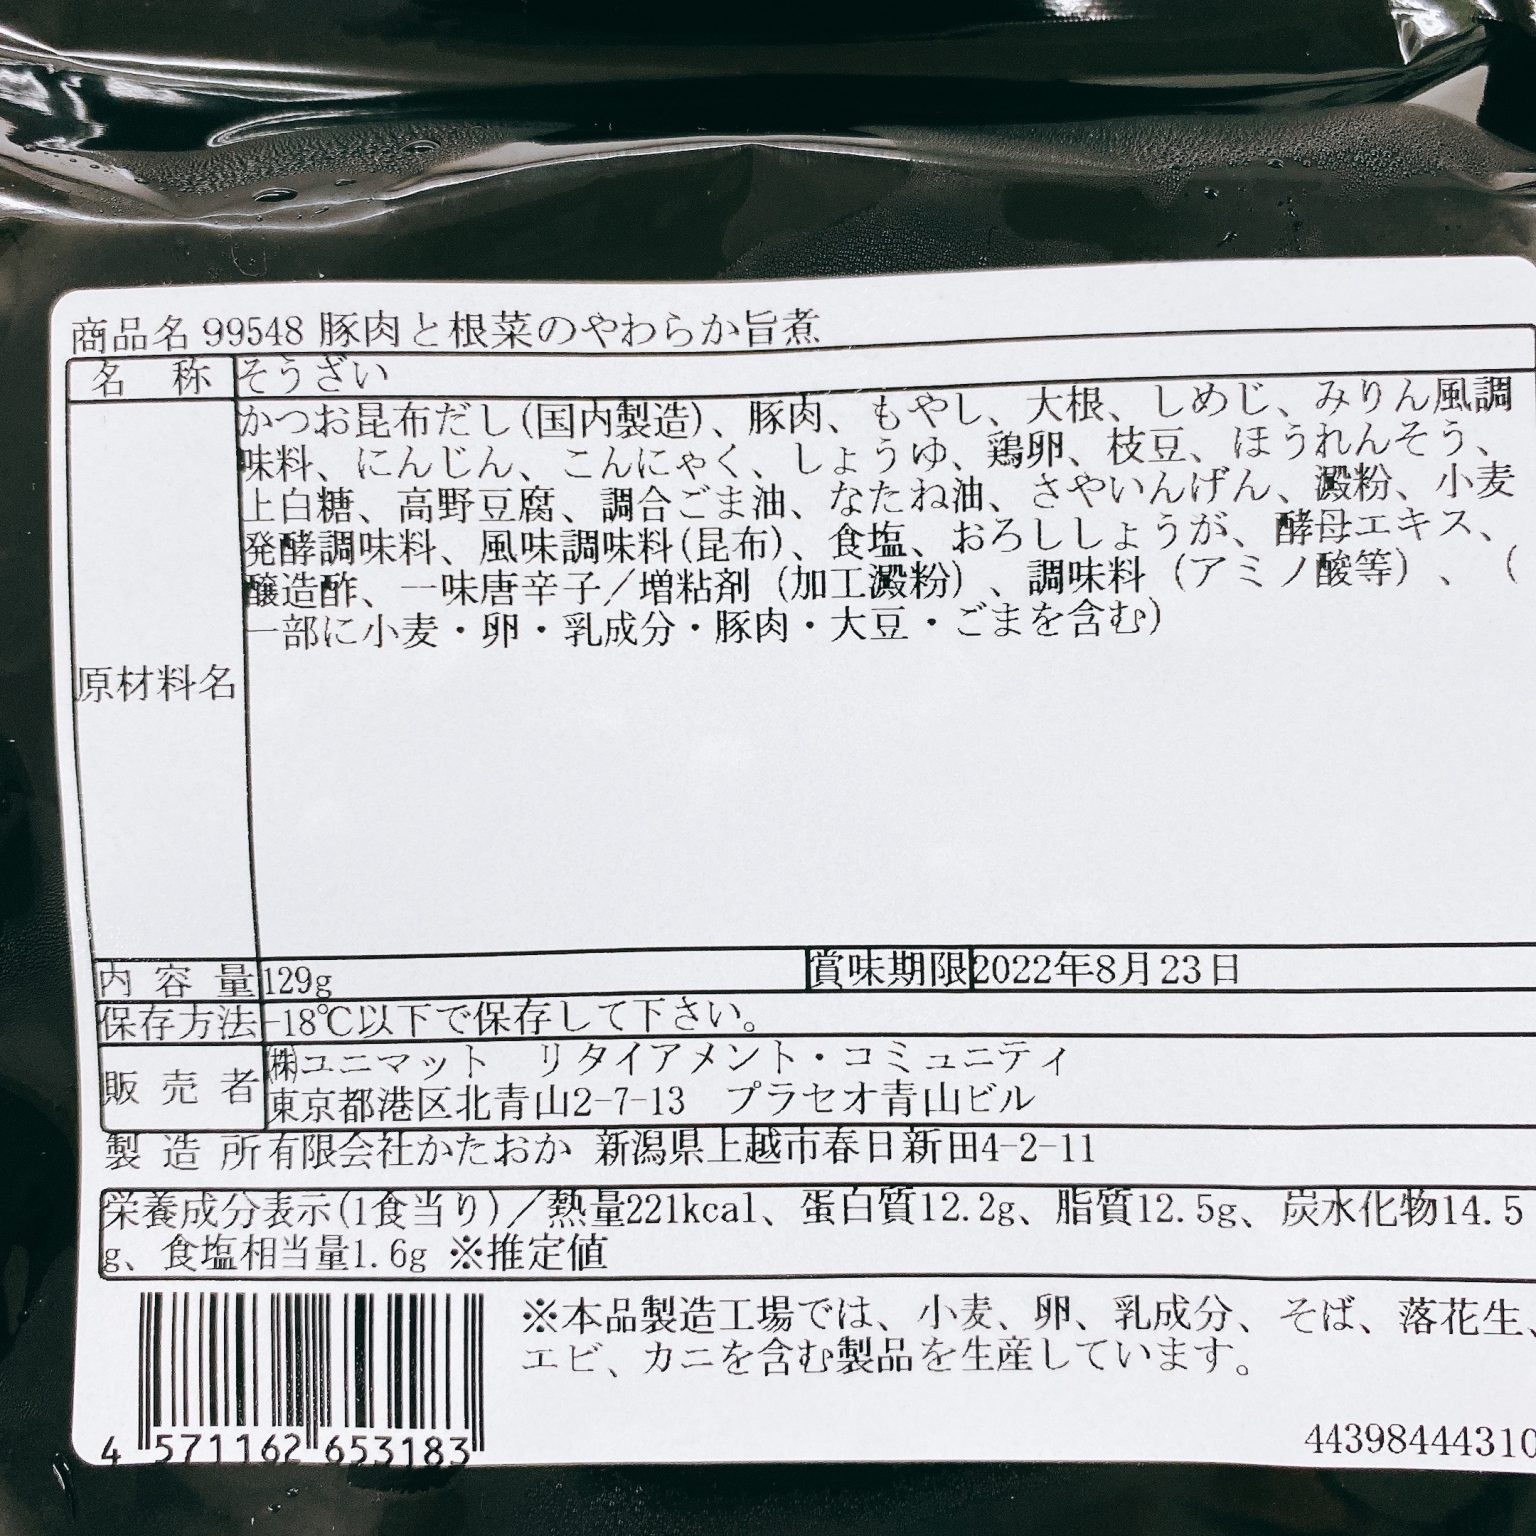 商品名 99548 豚肉と根菜のやわらか旨煮
名 称 そうざい
原材料名 かつお昆布だし(国内製造)、豚肉、もやし、大根、しめじ、みりん風調
味料、にんじん、こんにゃく、しょうゆ、鶏卵、枝豆、ほうれんそう、
上白糖、高野豆腐、調合ごま油、なたね油、さやいんげん、澱粉、小麦
発酵調味料、風味調味料(昆布)、食塩、おろししょうが、酵母エキス、
醸造酢、一味唐辛子／増粘剤（加工澱粉）、調味料（アミノ酸等）、（
一部に小麦・卵・乳成分・豚肉・大豆・ごまを含む)
内 容 量 129g 賞味期限 2022年8月23日
保存方法 -18℃以下で保存して下さい。
販 売 者 ㈱ユニマット リタイアメント・コミュニティ
東京都港区北青山2-7-13 プラセオ青山ビル
製 造 所 有限会社かたおか 新潟県上越市春日新田4-2-11
栄養成分表示(1食当り)／熱量221kcal、蛋白質12.2g、脂質12.5g、炭水化物14.5
g、食塩相当量1.6g ※推定値
※本品製造工場では、小麦、卵、乳成分、そば、落花生、
エビ、カニを含む製品を生産しています。
4 571162 653183
44398444310